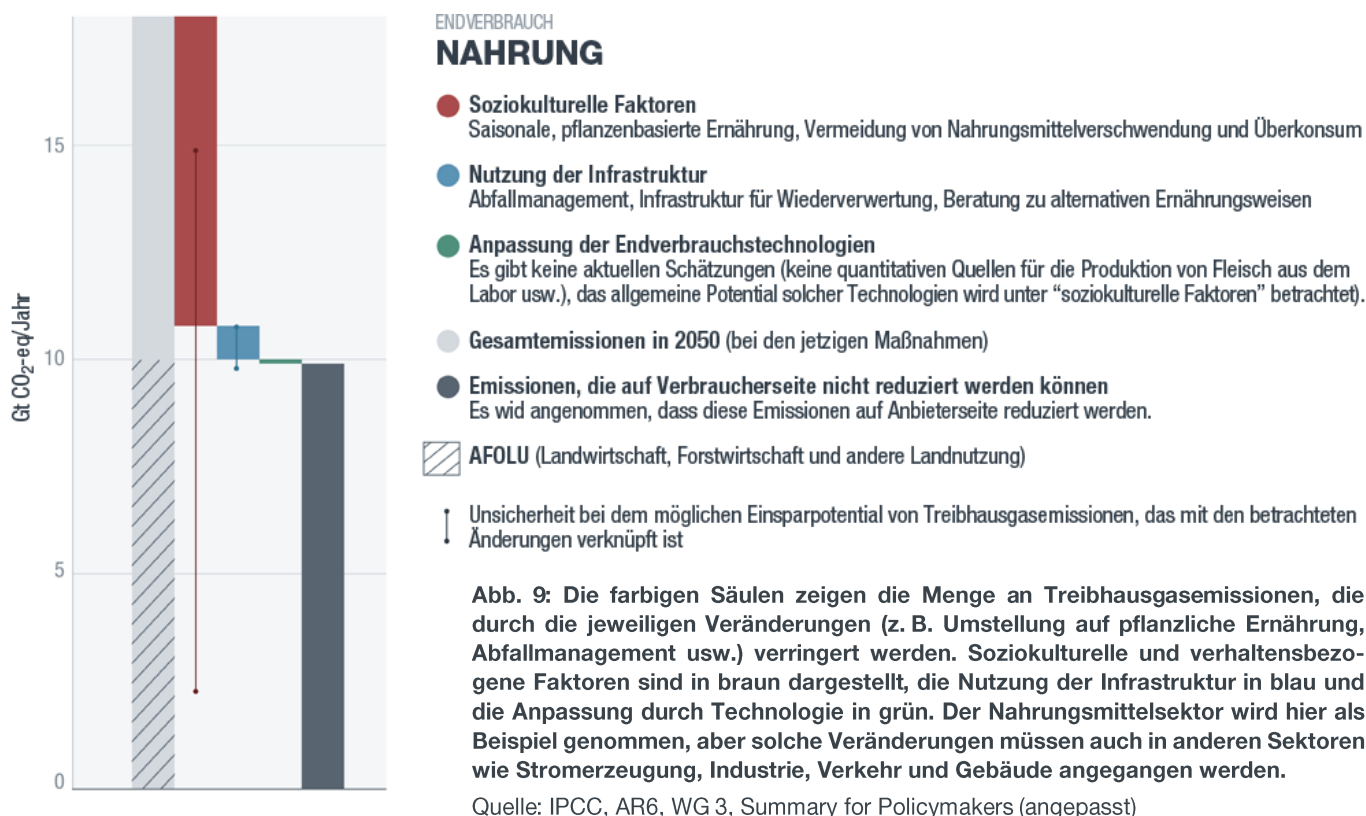 ENDVERBRAUCH
NAHRUNG
Soziokulturelle Faktoren
Saisonale, pflanzenbasierte Ernährung, Vermeidung von Nahrungsmittelverschwendung und Überkonsum
15
Nutzung der Infrastruktur
Abfallmanagement, Infrastruktur für Wiederverwertung, Beratung zu alternativen Ernährungsweisen
Anpassung der Endverbrauchstechnologien
Es gibt keine aktuellen Schätzungen (keine quantitativen Quellen für die Produktion von Fleisch aus dem
Labor usw.), das allgemeine Potential solcher Technologien wird unter “soziokulturelle Faktoren” betrachtet).
Gt CO₂-eq/Jahr
10
Gesamtemissionen in 2050 (bei den jetzigen Maßnahmen)
Emissionen, die auf Verbraucherseite nicht reduziert werden können
Es wid angenommen, dass diese Emissionen auf Anbieterseite reduziert werden.
AFOLU (Landwirtschaft, Forstwirtschaft und andere Landnutzung)
Unsicherheit bei dem möglichen Einsparpotential von Treibhausgasemissionen, das mit den betrachteten
Änderungen verknüpft ist
5
0
Abb. 9: Die farbigen Säulen zeigen die Menge an Treibhausgasemissionen, die
durch die jeweiligen Veränderungen (z. B. Umstellung auf pflanzliche Ernährung,
Abfallmanagement usw.) verringert werden. Soziokulturelle und verhaltensbezo-
gene Faktoren sind in braun dargestellt, die Nutzung der Infrastruktur in blau und
die Anpassung durch Technologie in grün. Der Nahrungsmittelsektor wird hier als
Beispiel genommen, aber solche Veränderungen müssen auch in anderen Sektoren
wie Stromerzeugung, Industrie, Verkehr und Gebäude angegangen werden.
Quelle: IPCC, AR6, WG 3, Summary for Policymakers (angepasst)